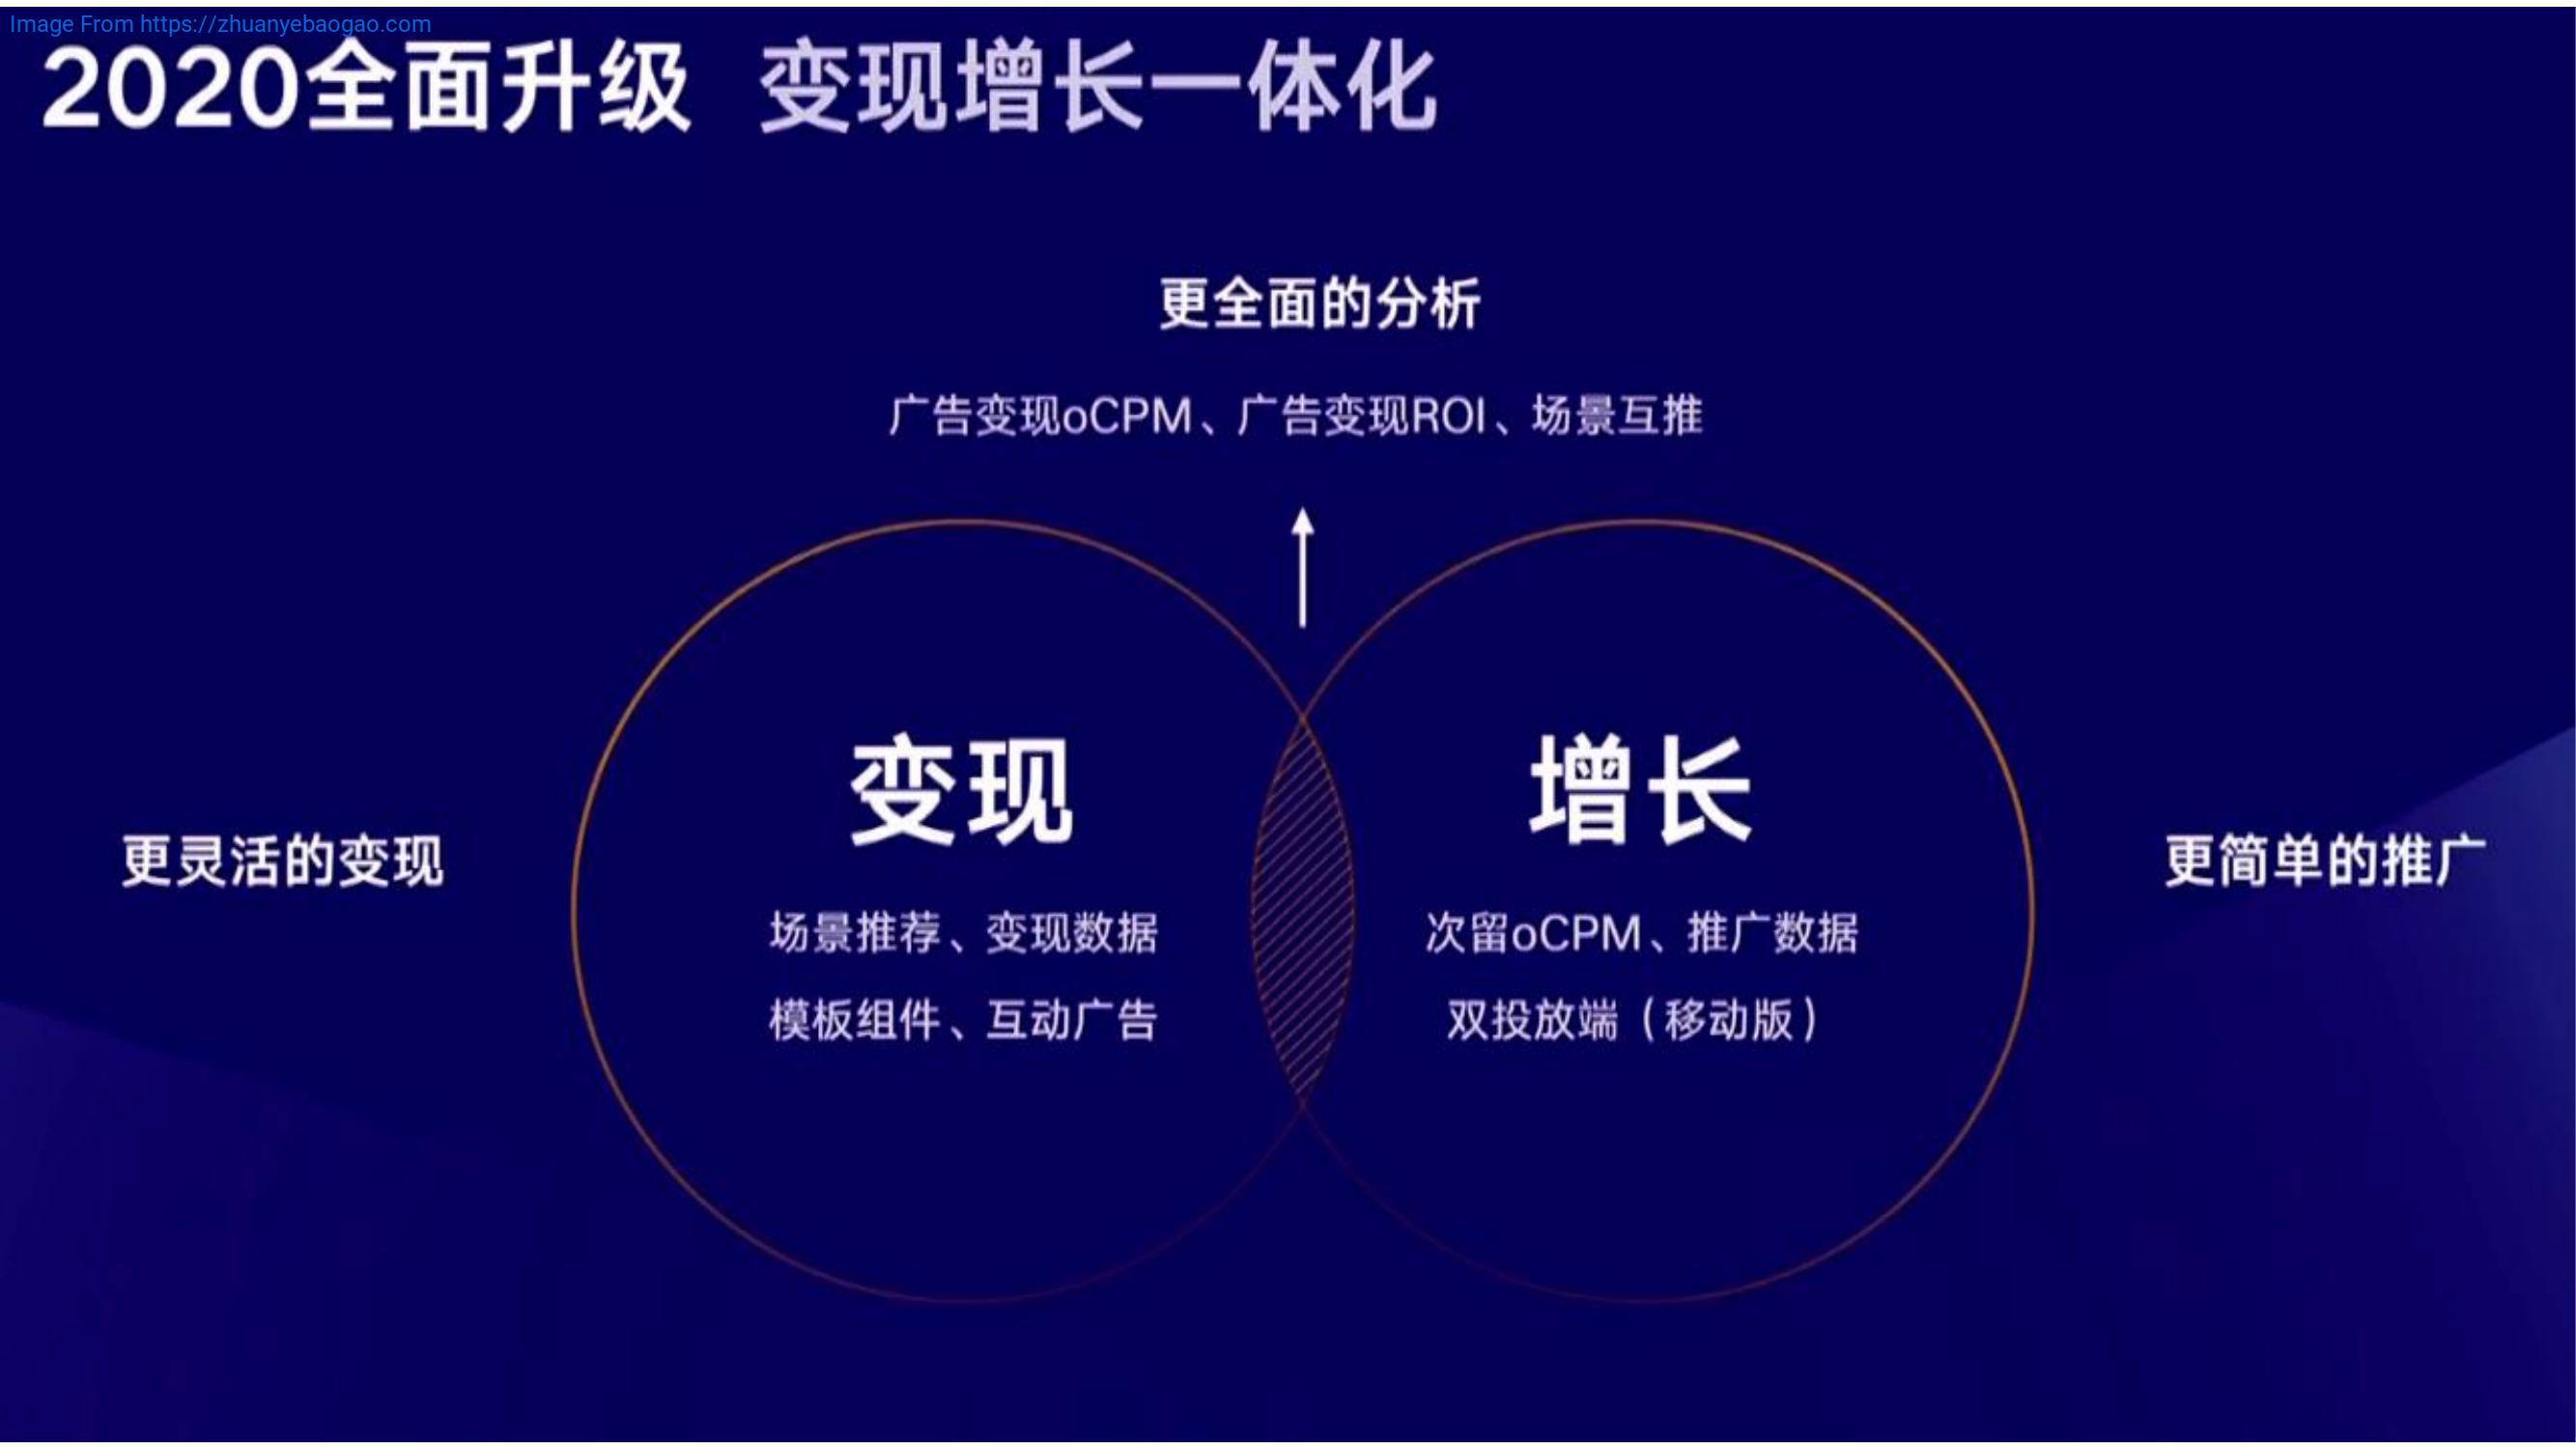 Image From https://zhuanyebaogao.com
2020全面升级 变现增长一体化
更全面的分析
广告变现oCPM、广告变现ROI、场景互推
更灵活的变现
变现
场景推荐、变现数据
模板组件、互动广告
增长
次留oCPM、推广数据
双投放端（移动版）
更简单的推广